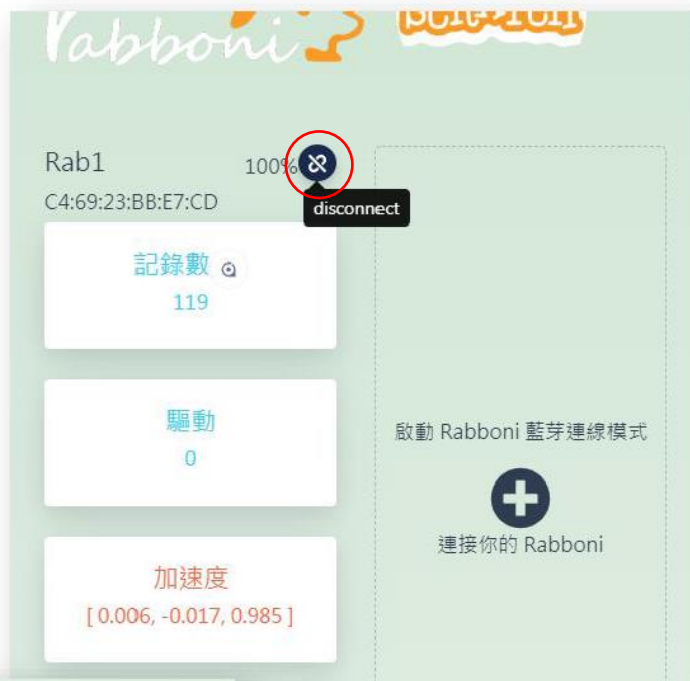 rabboni
Rab1
100%
C4:69:23:BB:E7:CD
disconnect
記錄數
119
驅動
0
加速度
[ 0.006, -0.017, 0.985 ]
啟動 Rabboni 藍芽連線模式
連接你的 Rabboni